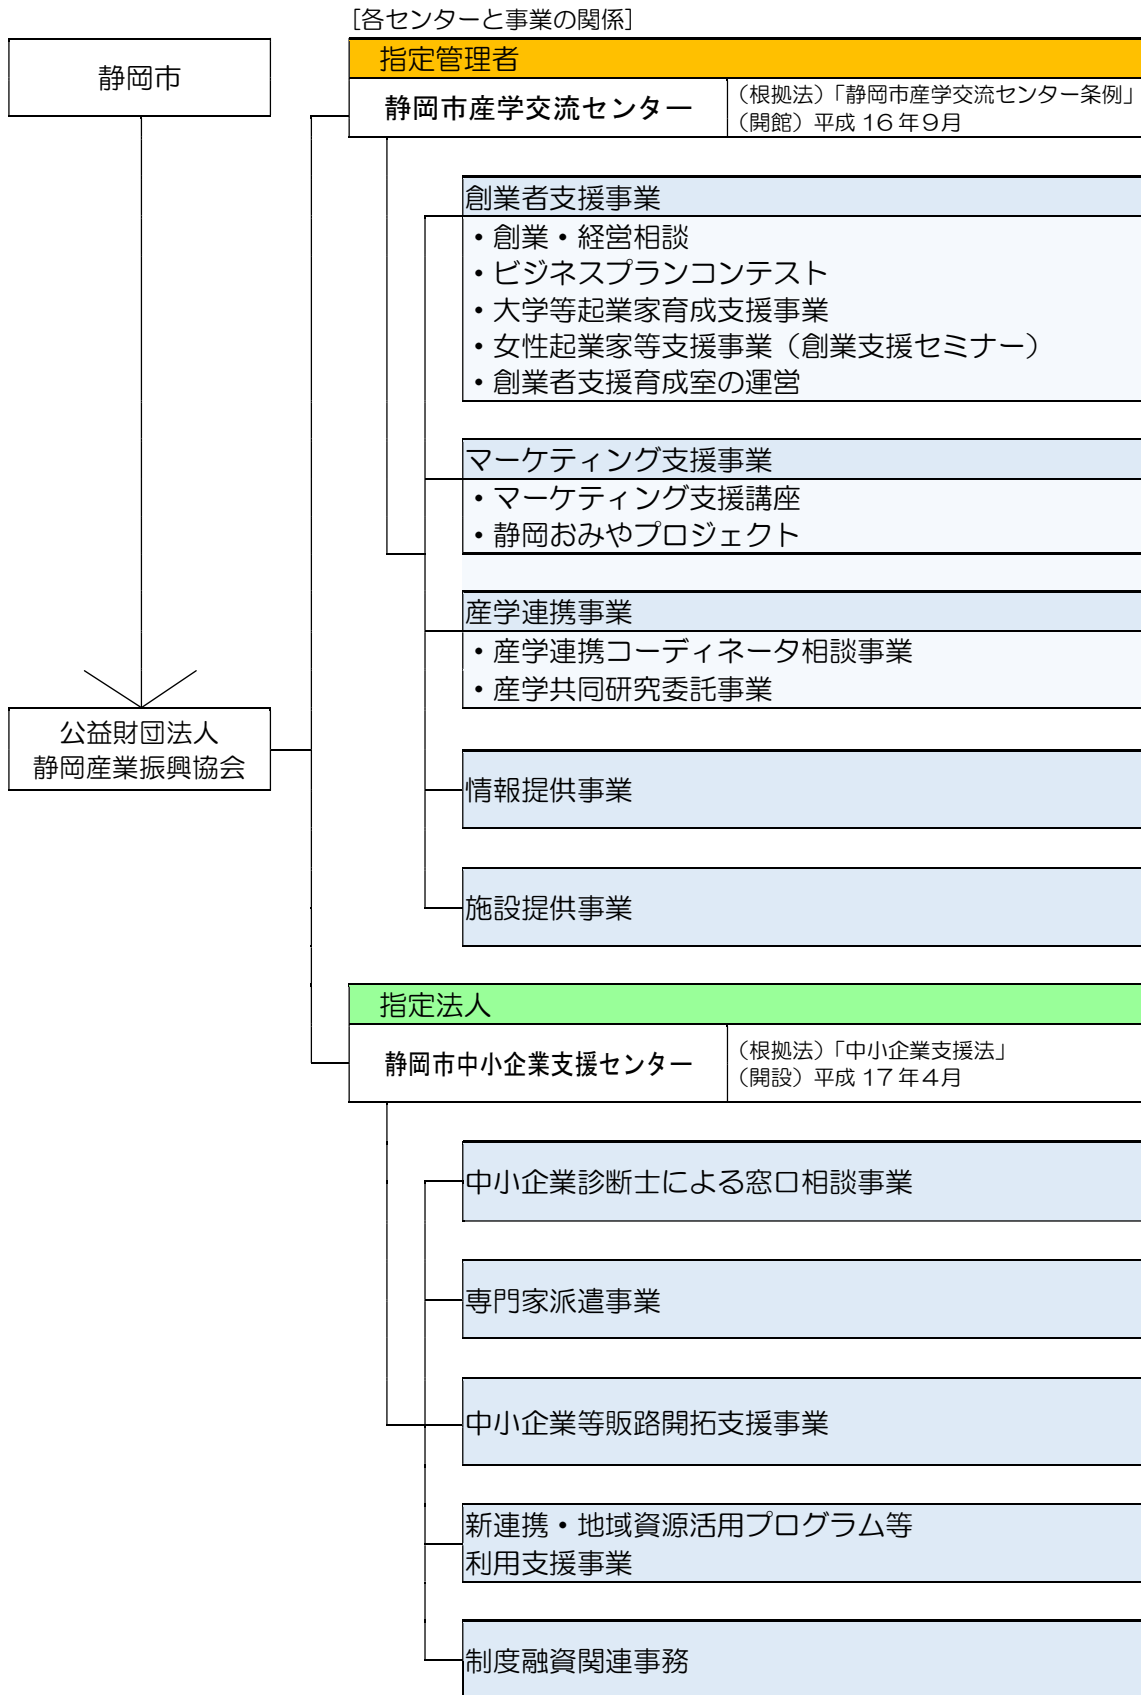 [各センターと事業の関係]
静岡市
指定管理者
静岡市産学交流センター
（根拠法）「静岡市産学交流センター条例」
（開館）平成16年9月
創業者支援事業
・創業・経営相談
・ビジネスプランコンテスト
・大学等起業家育成支援事業
・女性起業家等支援事業（創業支援セミナー）
・創業者支援育成室の運営
マーケティング支援事業
・マーケティング支援講座
・静岡おみやプロジェクト
産学連携事業
・産学連携コーディネータ相談事業
・産学共同研究委託事業
公益財団法人
静岡産業振興協会
情報提供事業
施設提供事業
指定法人
静岡市中小企業支援センター
（根拠法）「中小企業支援法」
（開設）平成17年4月
中小企業診断士による窓口相談事業
専門家派遣事業
中小企業等販路開拓支援事業
新連携・地域資源活用プログラム等
利用支援事業
制度融資関連事務